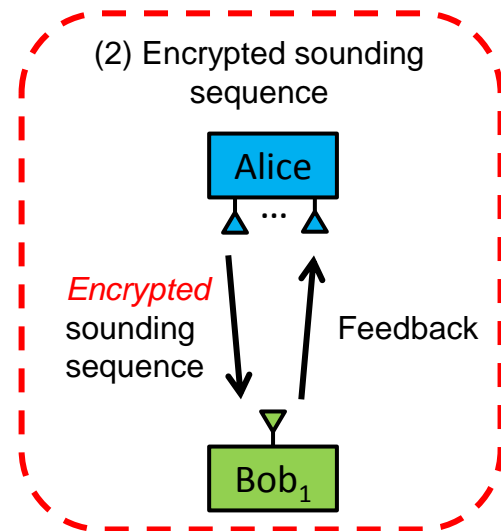 (2) Encrypted sounding
sequence
Alice
...
Encrypted
sounding
sequence
Feedback
Bob₁